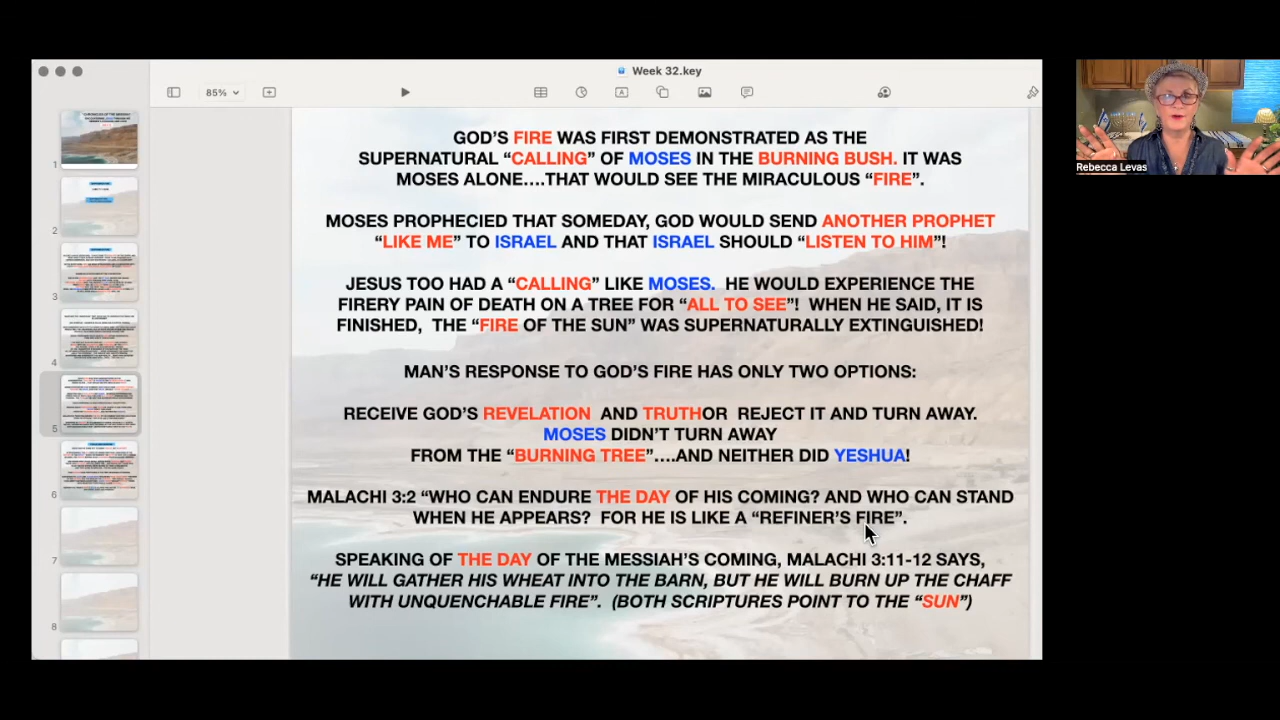 Week 32.key
85%
GOD'S FIRE WAS FIRST DEMONSTRATED AS THE
SUPERNATURAL “CALLING” OF MOSES IN THE BURNING BUSH. IT WAS
MOSES ALONE....THAT WOULD SEE THE MIRACULOUS “FIRE”.
MOSES PROPHECIED THAT SOMEDAY, GOD WOULD SEND ANOTHER PROPHET
“LIKE ME” TO ISRAEL AND THAT ISRAEL SHOULD “LISTEN TO HIM”!
JESUS TOO HAD A “CALLING” LIKE MOSES. HE WOULD EXPERIENCE THE
FIRERY PAIN OF DEATH ON A TREE FOR “ALL TO SEE”! WHEN HE SAID, IT IS
FINISHED, THE “FIRE OF THE SUN” WAS SUPERNATURALLY EXTINGUISHED!
MAN'S RESPONSE TO GOD'S FIRE HAS ONLY TWO OPTIONS:
RECEIVE GOD'S REVELATION AND TRUTHOR REJECT IT AND TURN AWAY.
MOSES DIDN'T TURN AWAY
FROM THE “BURNING TREE”....AND NEITHER DID YESHUA!
MALACHI 3:2 “WHO CAN ENDURE THE DAY OF HIS COMING? AND WHO CAN STAND
WHEN HE APPEARS? FOR HE IS LIKE A “REFINER'S FIRE”.
SPEAKING OF THE DAY OF THE MESSIAH'S COMING, MALACHI 3:11-12 SAYS,
“HE WILL GATHER HIS WHEAT INTO THE BARN, BUT HE WILL BURN UP THE CHAFF
WITH UNQUENCHABLE FIRE”. (BOTH SCRIPTURES POINT TO THE “SUN”)
1
2
3
4
5
6
7
8
Rebecca Levas